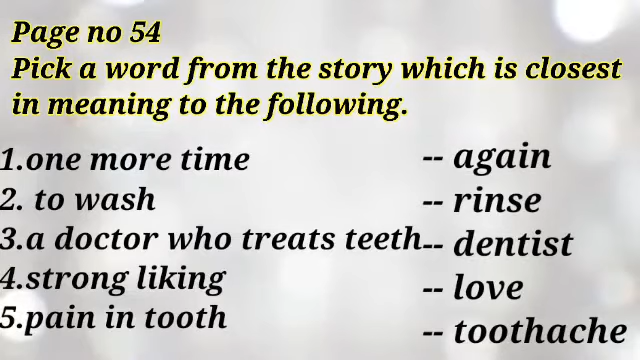 Page no 54
Pick a word from the story which is closest
in meaning to the following.
1.one more time -- again
2. to wash -- rinse
3.a doctor who treats teeth -- dentist
4.strong liking -- love
5.pain in tooth -- toothache